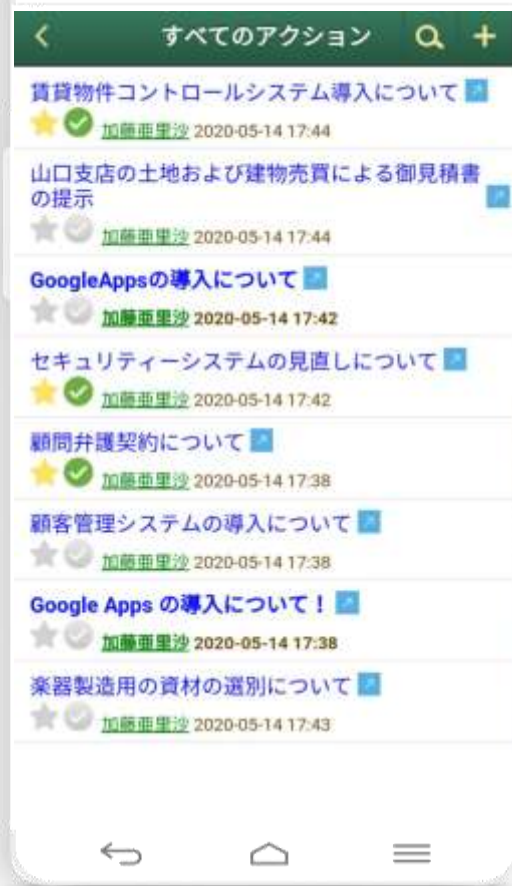 すべてのアクション
賃貸物件コントロールシステム導入について
加藤亜里沙 2020-05-14 17:44
山口支店の土地および建物売買による御見積書
の提示
加藤亜里沙 2020-05-14 17:44
GoogleAppsの導入について
加藤亜里沙 2020-05-14 17:42
セキュリティーシステムの見直しについて
加藤亜里沙 2020-05-14 17:42
顧問弁護契約について
加藤亜里沙 2020-05-14 17:38
顧客管理システムの導入について
加藤亜里沙 2020-05-14 17:38
Google Apps の導入について！
加藤亜里沙 2020-05-14 17:38
楽器製造用の資材の選別について
加藤亜里沙 2020-05-14 17:43